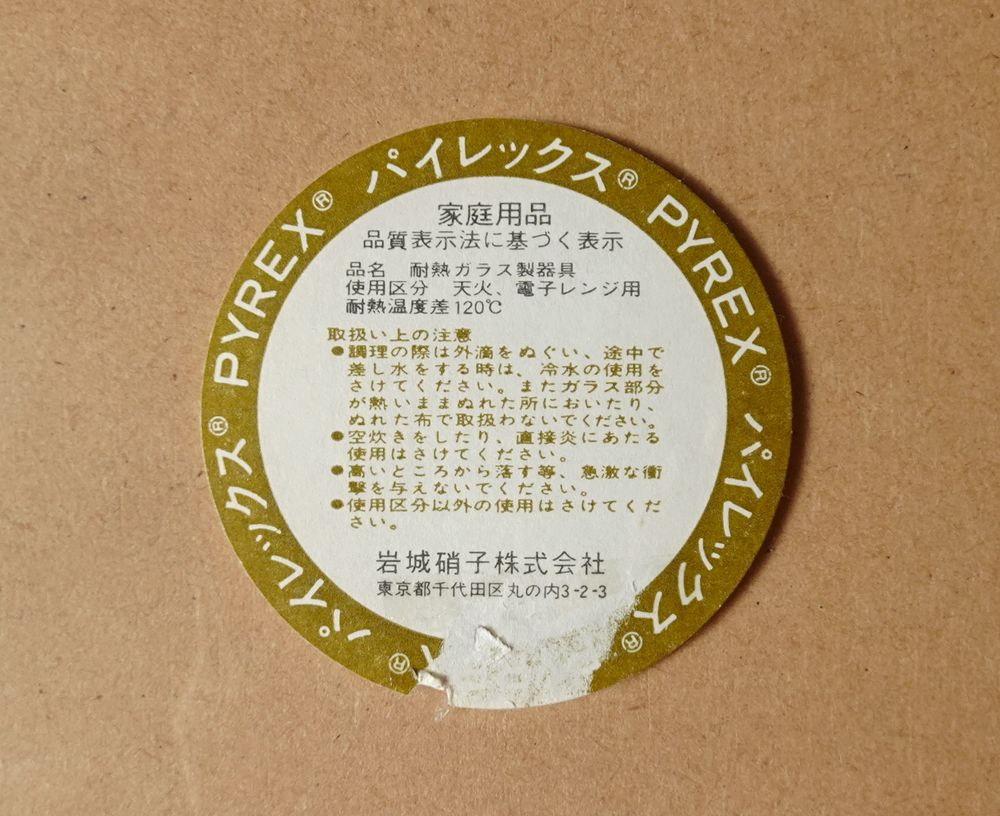 パイレックス®
PYREX®
パイレックス®
PYREX®
パイレックス®
家庭用品
品質表示法に基づく表示
品名 耐熱ガラス製器具
使用区分 天火、電子レンジ用
耐熱温度差120℃
取扱い上の注意
●調理の際は外滴をぬぐい、途中で
差し水をする時は、冷水の使用を
さけてください。またガラス部分
が熱いままぬれた所においたり、
ぬれた布で取扱わないでください。
●空炊きをしたり、直接炎にあたる
使用はさけてください。
●高いところから落す等、急激な衝
撃を与えないでください。
●使用区分以外の使用はさけてくだ
さい。
岩城硝子株式会社
東京都千代田区丸の内3-2-3